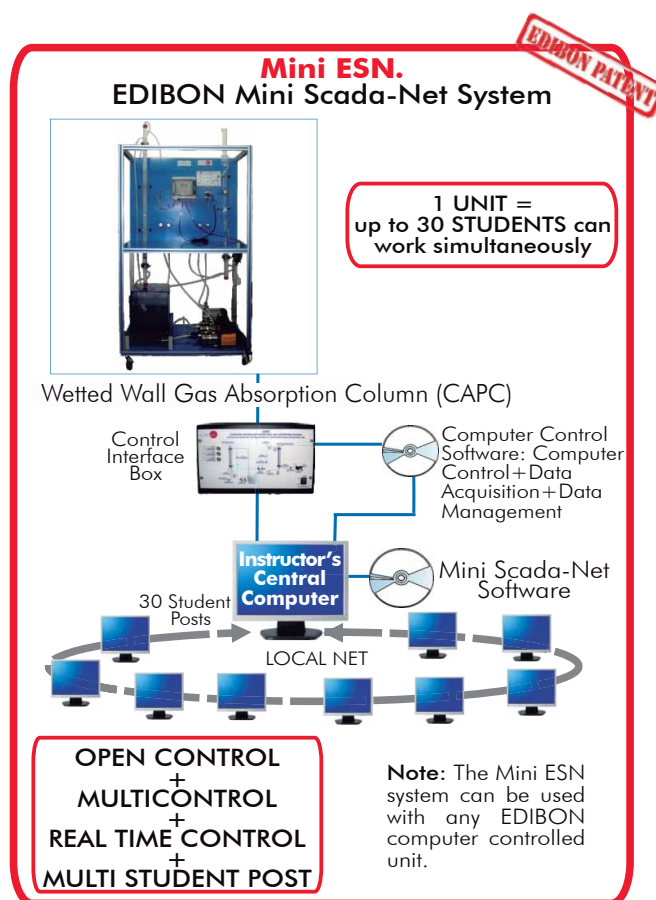 EDIBON PATENT
Mini ESN.
EDIBON Mini Scada-Net System
1 UNIT =
up to 30 STUDENTS can
work simultaneously
Wetted Wall Gas Absorption Column (CAPC)
Control
Interface
Box
Computer Control
Software: Computer
Control+Data
Acquisition+Data
Management
Instructor's
Central
Computer
Mini Scada-Net
Software
30 Student
Posts
LOCAL NET
OPEN CONTROL
+
MULTICONTROL
+
REAL TIME CONTROL
+
MULTI STUDENT POST
Note: The Mini ESN
system can be used
with any EDIBON
computer controlled
unit.